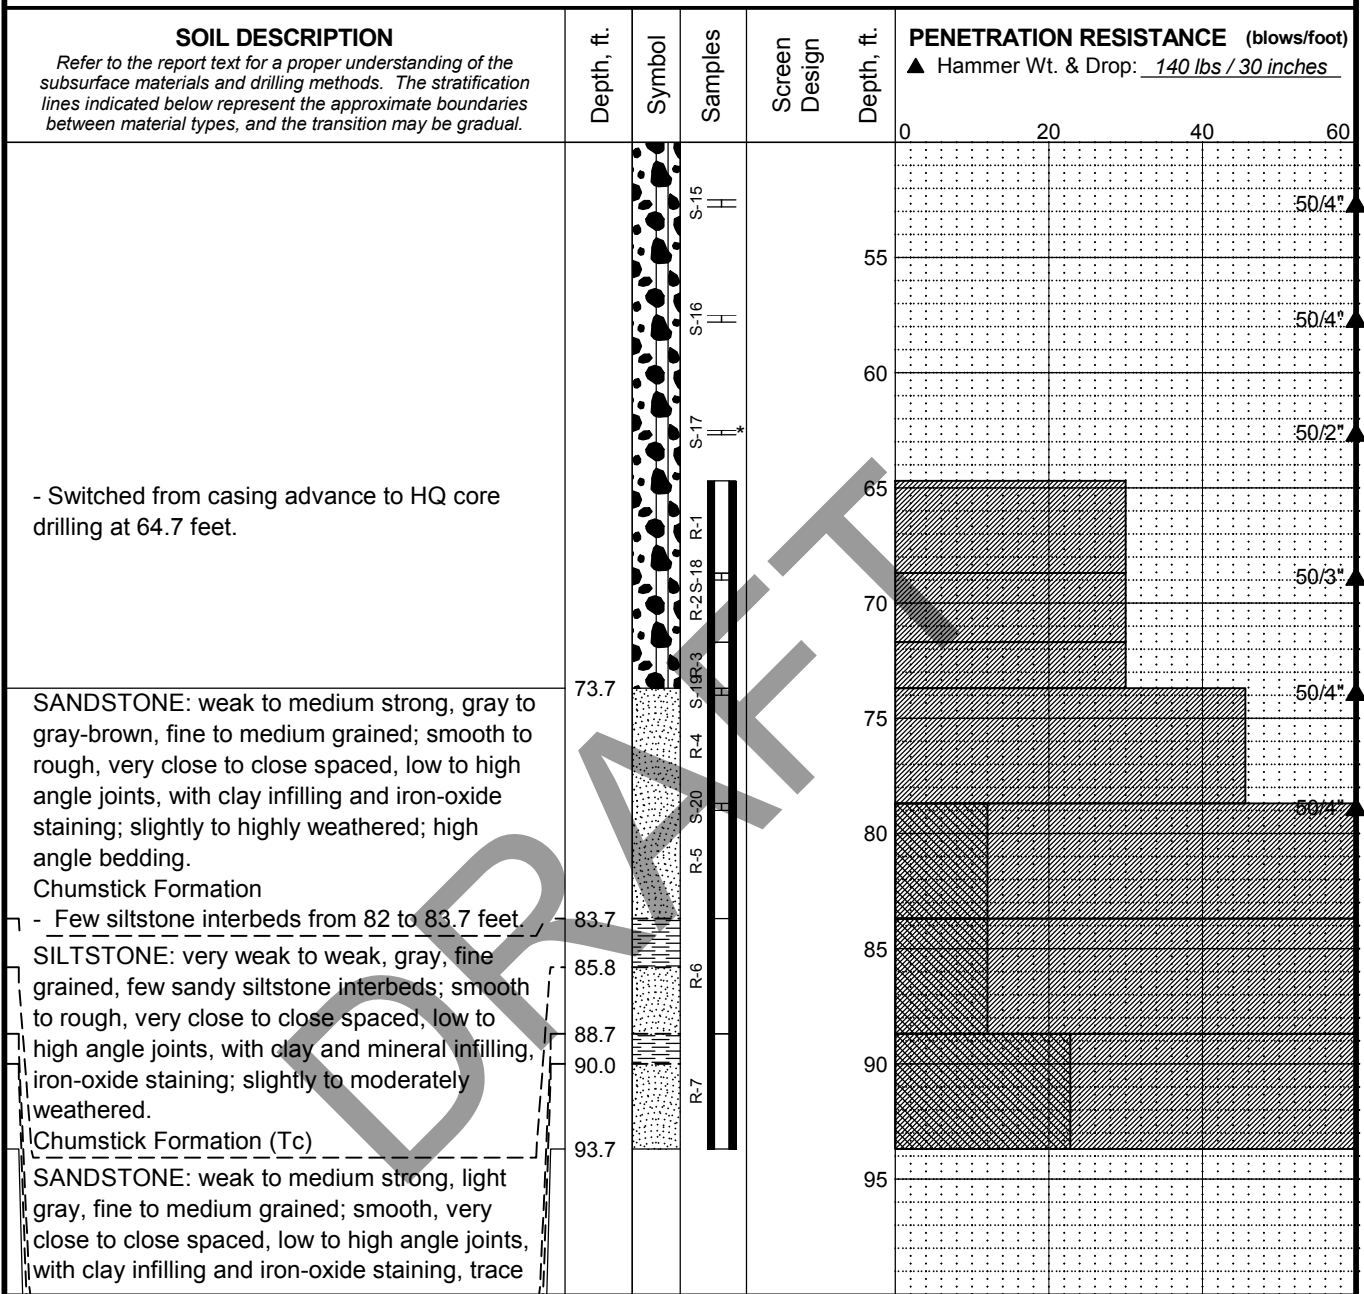 SOIL DESCRIPTION
Refer to the report text for a proper understanding of the
subsurface materials and drilling methods. The stratification
lines indicated below represent the approximate boundaries
between material types, and the transition may be gradual.
Depth, ft.
Symbol
Samples
Screen
Design
Depth, ft.
PENETRATION RESISTANCE (blows/foot)
▲ Hammer Wt. & Drop: 140 lbs / 30 inches
0 20 40 60
S-15
50/4"
55
S-16
50/4"
60
S-17
*
50/2"
- Switched from casing advance to HQ core
drilling at 64.7 feet.
65
R-1
S-18
50/3"
R-2
70
R-3
73.7
S-19
50/4"
SANDSTONE: weak to medium strong, gray to
gray-brown, fine to medium grained; smooth to
rough, very close to close spaced, low to high
angle joints, with clay infilling and iron-oxide
staining; slightly to highly weathered; high
angle bedding.
Chumstick Formation
- Few siltstone interbeds from 82 to 83.7 feet.
75
R-4
S-20
50/4"
80
R-5
83.7
SILTSTONE: very weak to weak, gray, fine
grained, few sandy siltstone interbeds; smooth
to rough, very close to close spaced, low to
high angle joints, with clay and mineral infilling,
iron-oxide staining; slightly to moderately
weathered.
Chumstick Formation (Tc)
85
85.8
R-6
88.7
90.0
90
R-7
93.7
SANDSTONE: weak to medium strong, light
gray, fine to medium grained; smooth, very
close to close spaced, low to high angle joints,
with clay infilling and iron-oxide staining, trace
95
DRAFT